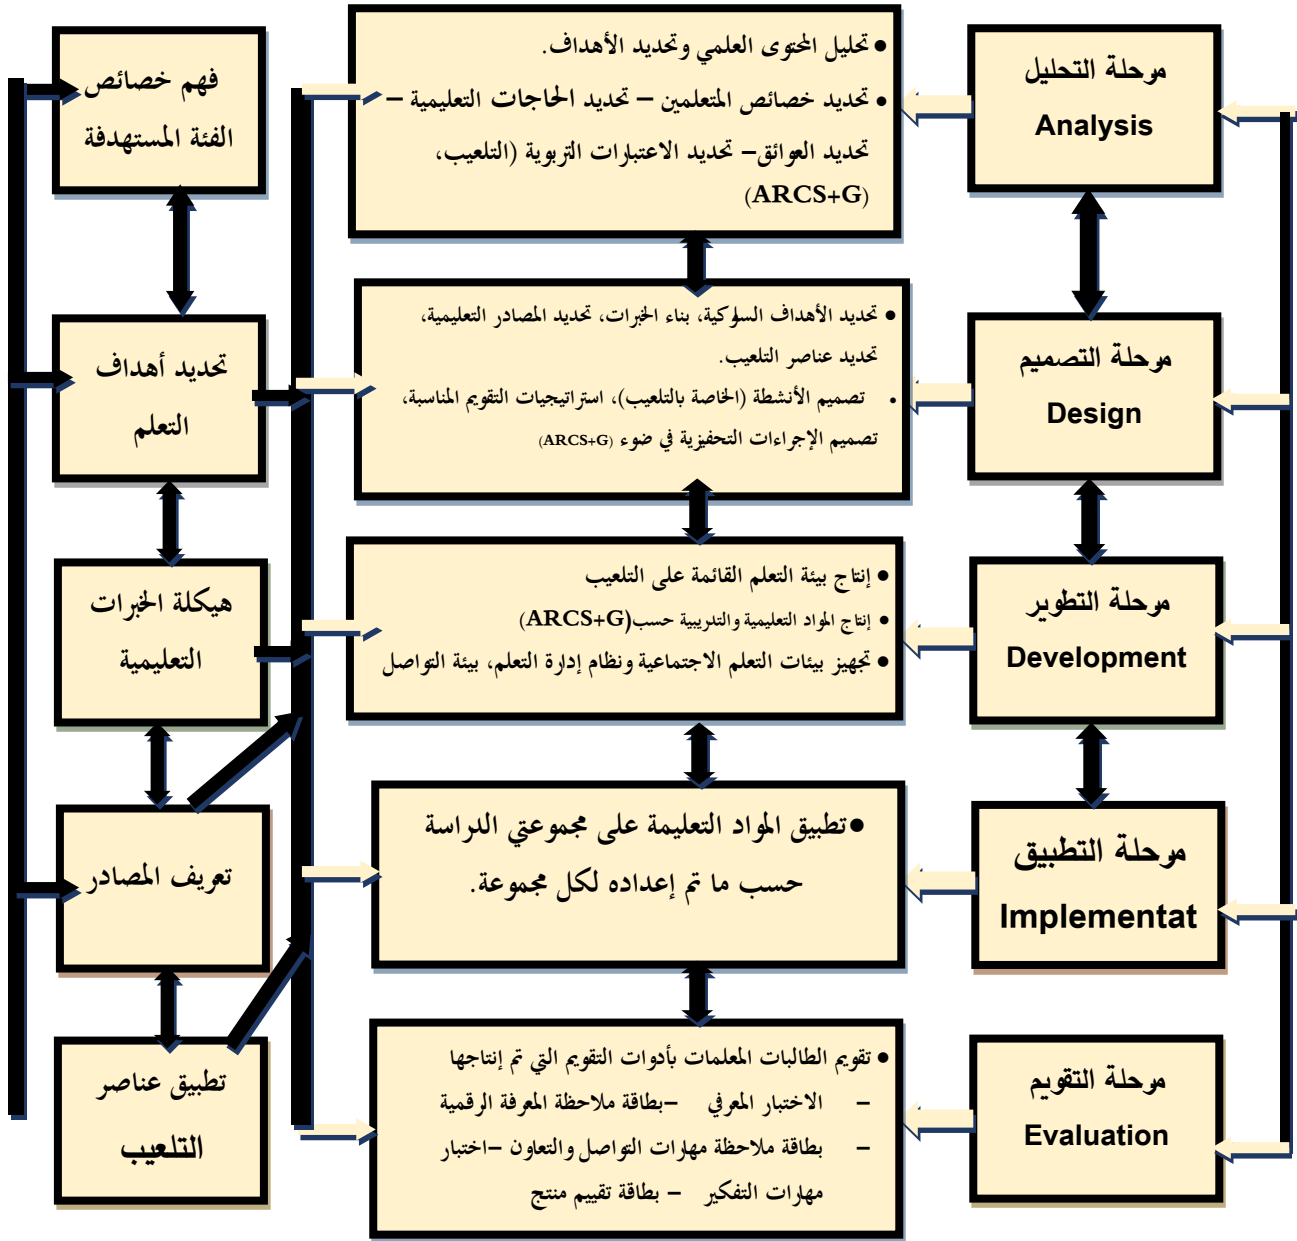 مرحلة التحليل
Analysis
• تحليل المحتوى العلمي وتحديد الأهداف.
• تحديد خصائص المتعلمين – تحديد الحاجات التعليمية –
تحديد العوائق– تحديد الاعتبارات التربوية (التلعيب،
(ARCS+G)
فهم خصائص
الفئة المستهدفة
مرحلة التصميم
Design
• تحديد الأهداف السلوكية، بناء الخبرات، تحديد المصادر التعليمية،
تحديد عناصر التلعيب.
• تصميم الأنشطة (الخاصة بالتلعيب)، استراتيجيات التقويم المناسبة،
تصميم الإجراءات التحفيزية في ضوء (ARCS+G)
تحديد أهداف
التعلم
مرحلة التطوير
Development
• إنتاج بيئة التعلم القائمة على التلعيب
• إنتاج المواد التعليمية والتدريبية حسب(ARCS+G)
• تجهيز بيئات التعلم الاجتماعية ونظام إدارة التعلم، بيئة التواصل
هيكلة الخبرات
التعليمية
مرحلة التطبيق
Implementat
•تطبيق المواد التعليمة على مجموعتي الدراسة
حسب ما تم إعداده لكل مجموعة.
تعريف المصادر
مرحلة التقويم
Evaluation
• تقويم الطالبات المعلمات بأدوات التقويم التي تم إنتاجها
– الاختبار المعرفي –بطاقة ملاحظة المعرفة الرقمية
– بطاقة ملاحظة مهارات التواصل والتعاون –اختبار
مهارات التفكير – بطاقة تقييم منتج
تطبيق عناصر
التلعيب